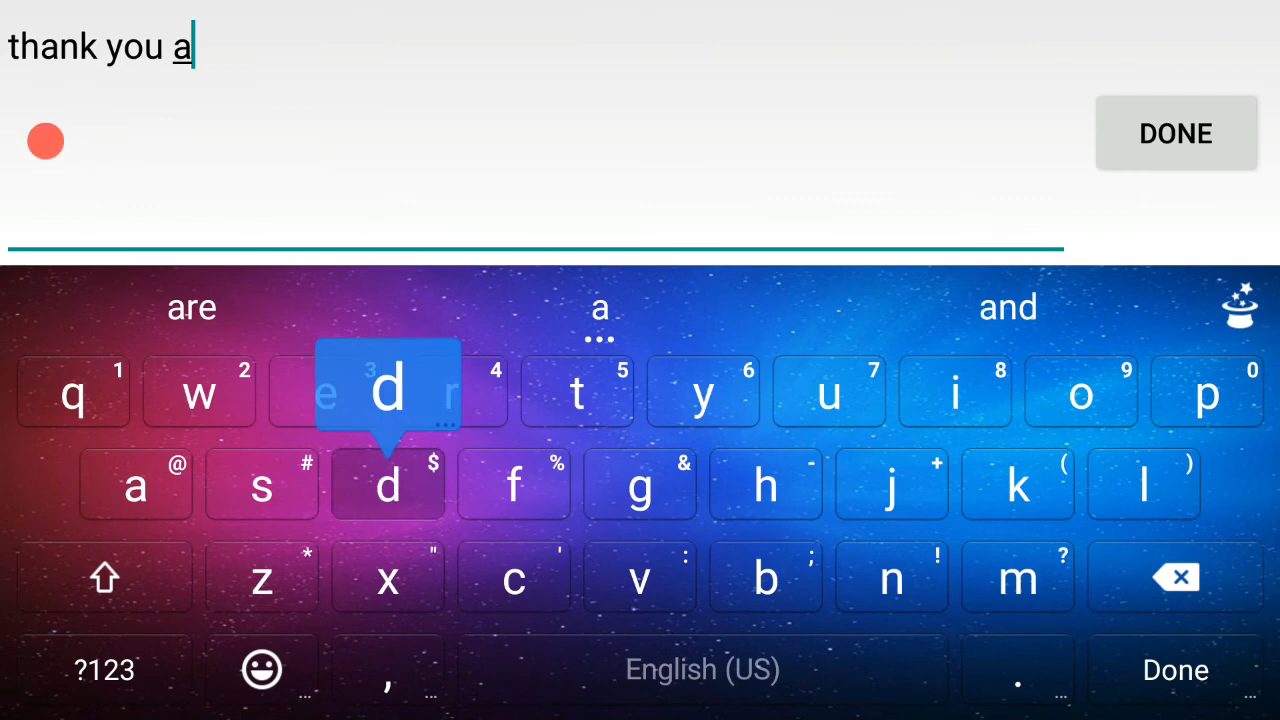 thank you a
DONE
are a and
q 1 w 2 e 3 r 4 t 5 y 6 u 7 i 8 o 9 p 0
d
a @ s # d $ f % g & h - j + k ( l )
z * x " c ' v : b ; n ! m ?
?123 , English (US) . Done